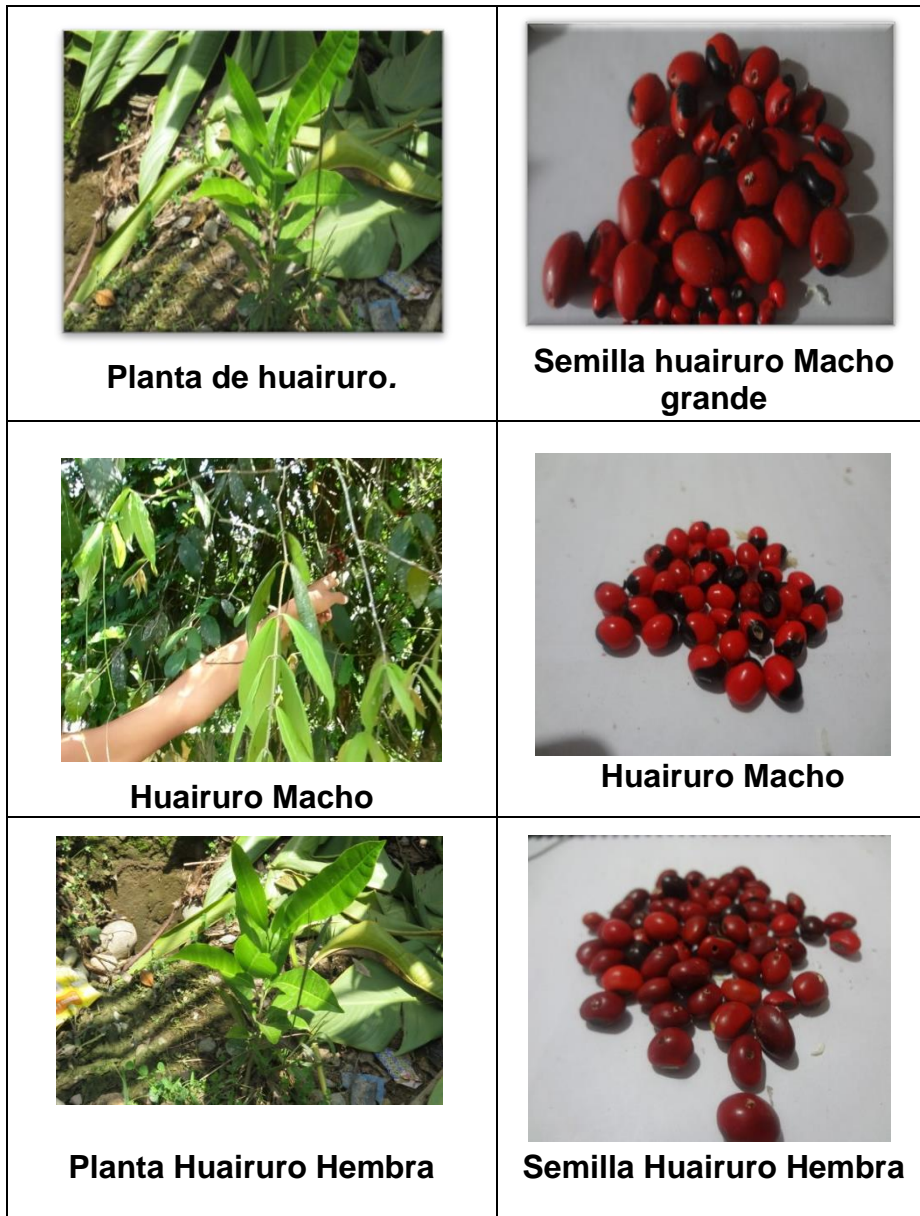 Planta de huairuro.
Semilla huairuro Macho
grande
Huairuro Macho
Huairuro Macho
Planta Huairuro Hembra
Semilla Huairuro Hembra